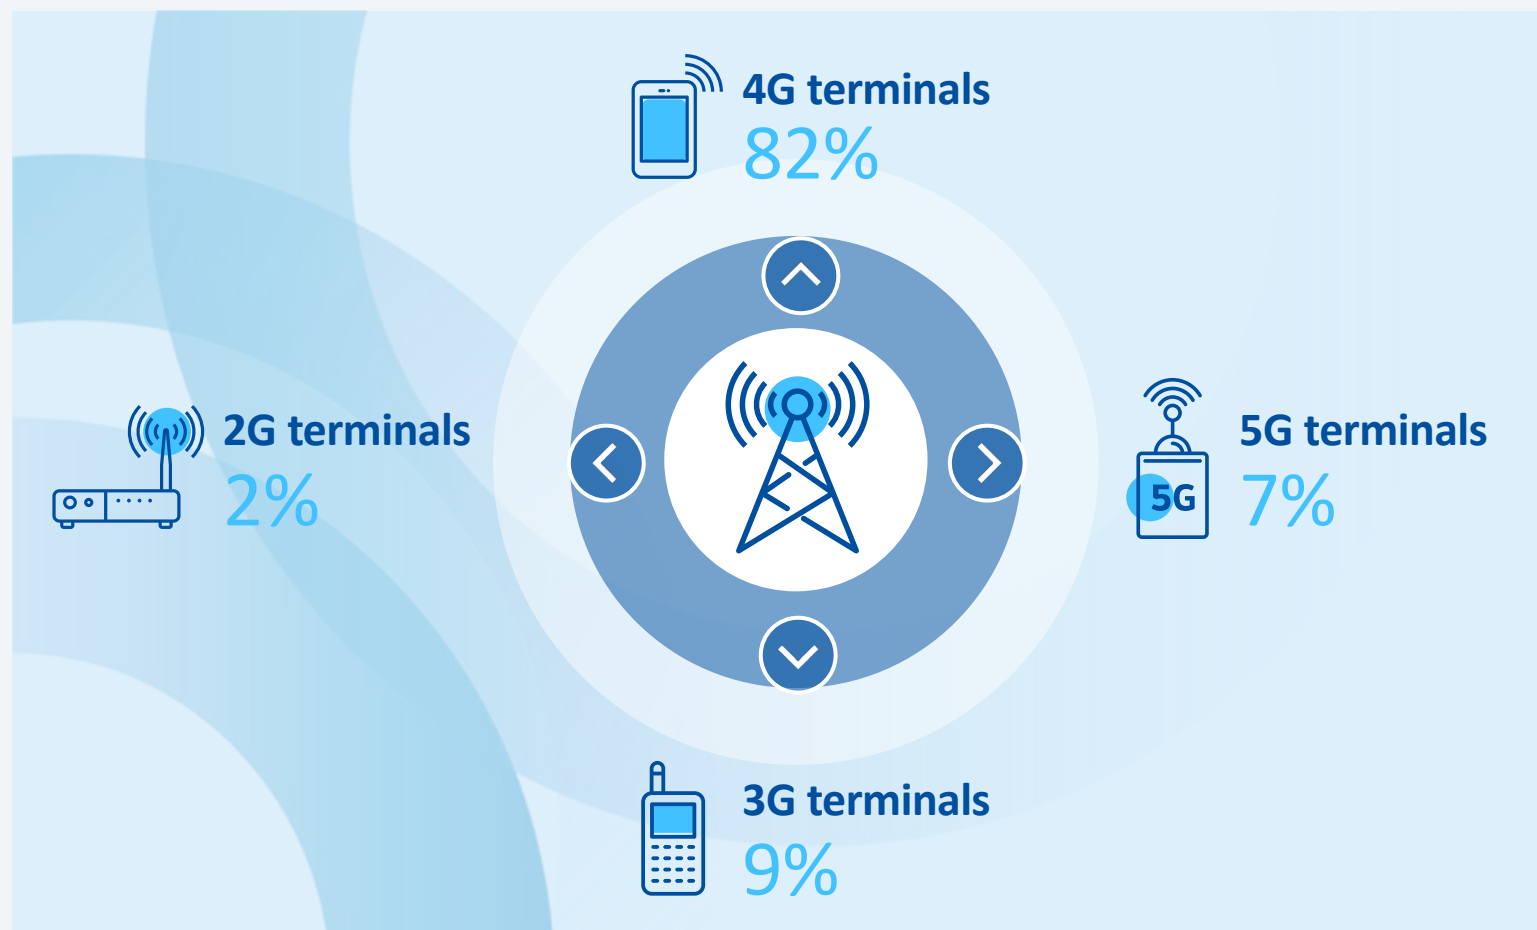 4G terminals
82%
2G terminals
2%
5G terminals
7%
5G
3G terminals
9%